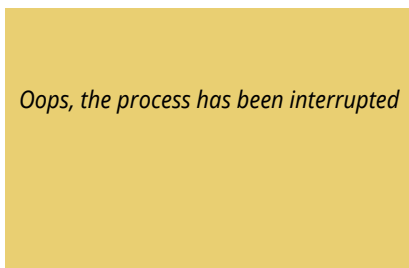 Oops, the process has been interrupted